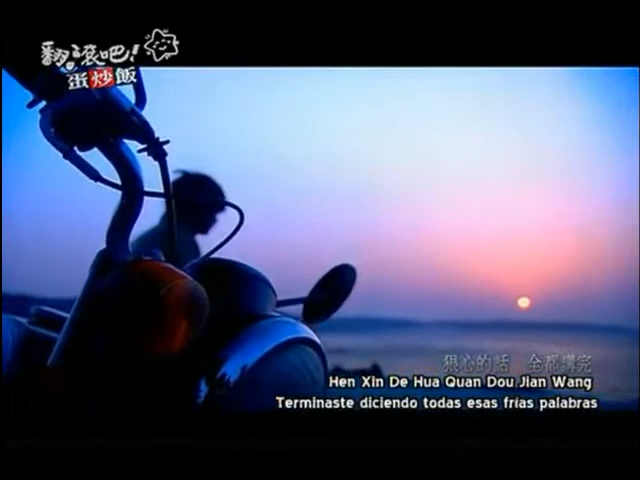 翻滾吧!
蛋炒飯
狠心的話 全都講完
Hen Xin De Hua Quan Dou Jian Wang
Terminaste diciendo todas esas frías palabras